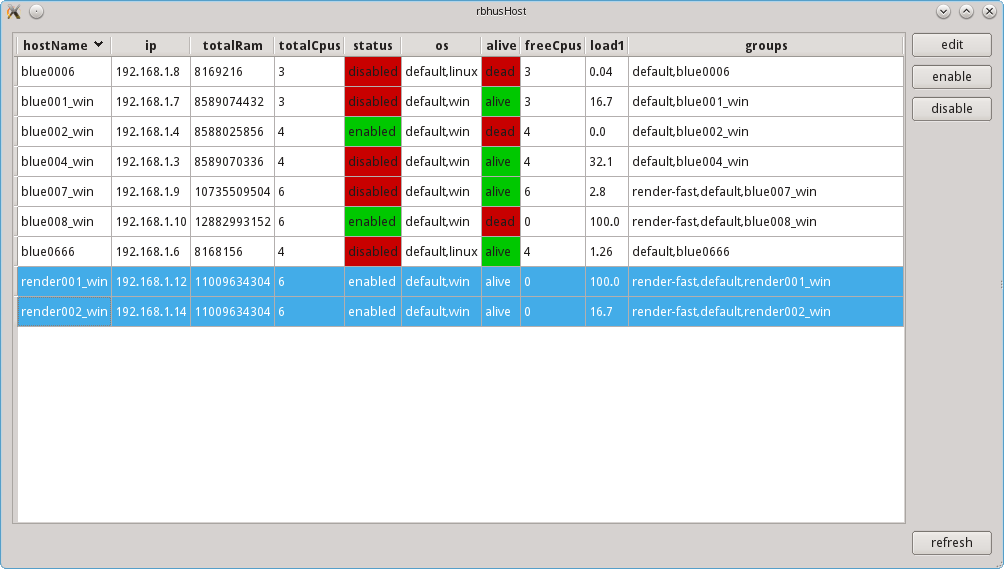 rbhusHost
hostName ip totalRam totalCpus status os alive freeCpus load1 groups
blue0006 192.168.1.8 8169216 3 disabled default,linux dead 3 0.04 default,blue0006
blue001_win 192.168.1.7 8589074432 3 disabled default,win alive 3 16.7 default,blue001_win
blue002_win 192.168.1.4 8588025856 4 enabled default,win dead 4 0.0 default,blue002_win
blue004_win 192.168.1.3 8589070336 4 disabled default,win alive 4 32.1 default,blue004_win
blue007_win 192.168.1.9 10735509504 6 disabled default,win alive 6 2.8 render-fast,default,blue007_win
blue008_win 192.168.1.10 12882993152 6 enabled default,win dead 0 100.0 render-fast,default,blue008_win
blue0666 192.168.1.6 8168156 4 disabled default,linux alive 4 1.26 default,blue0666
render001_win 192.168.1.12 11009634304 6 enabled default,win alive 0 100.0 render-fast,default,render001_win
render002_win 192.168.1.14 11009634304 6 enabled default,win alive 0 16.7 render-fast,default,render002_win
edit
enable
disable
refresh